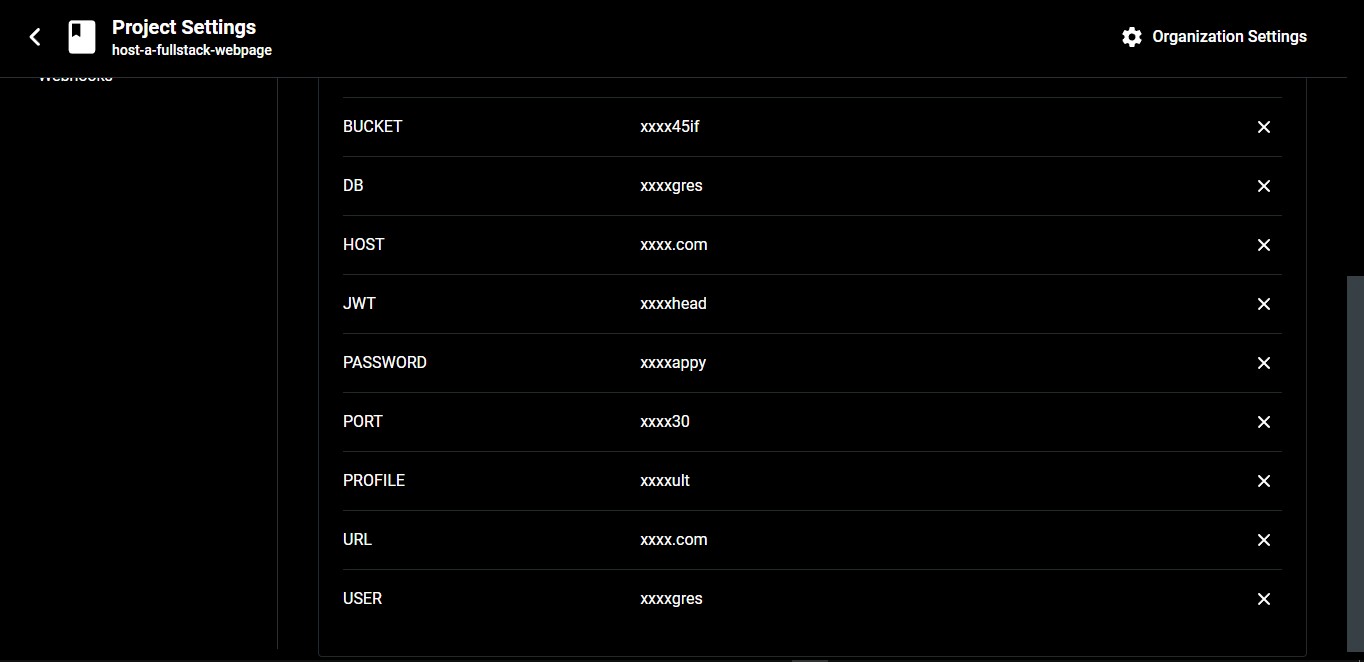 Project Settings
host-a-fullstack-webpage
Organization Settings
Webhooks
BUCKET xxxx45if
DB xxxxgres
HOST xxxx.com
JWT xxxxhead
PASSWORD xxxxappy
PORT xxxx30
PROFILE xxxxult
URL xxxx.com
USER xxxxgres